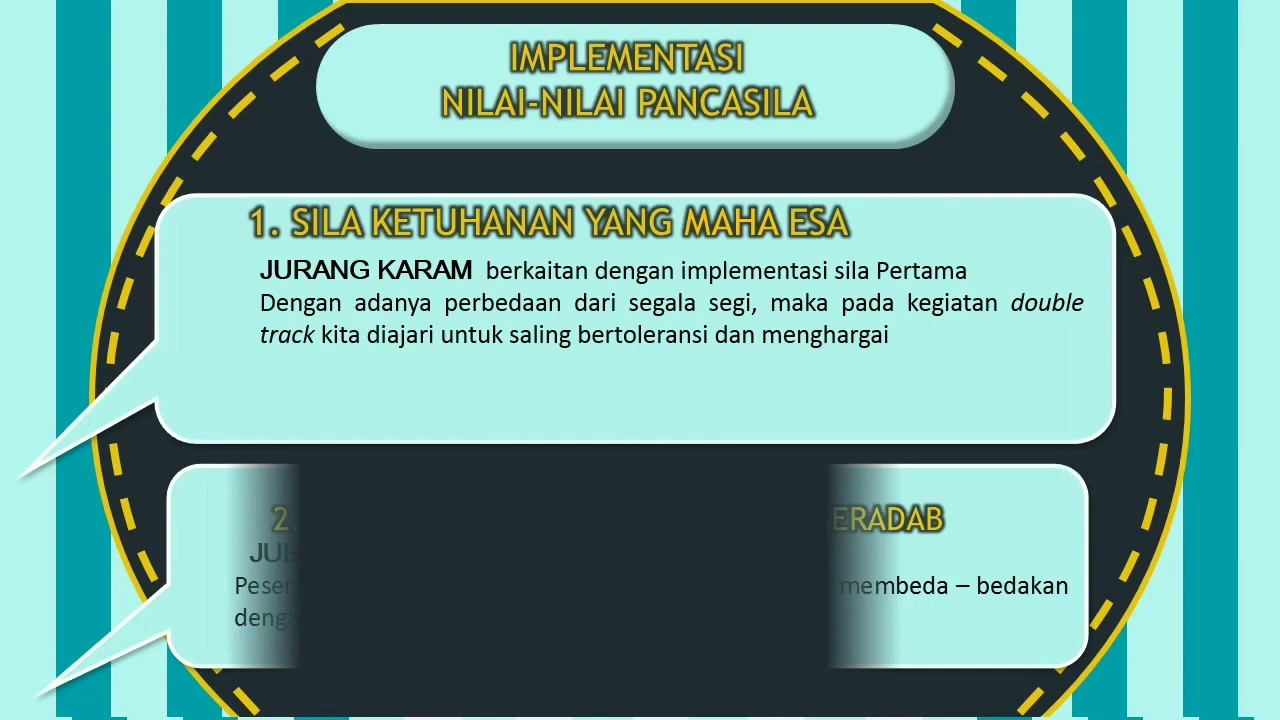 IMPLEMENTASI
NILAI-NILAI PANCASILA
1. SILA KETUHANAN YANG MAHA ESA
JURANG KARAM berkaitan dengan implementasi sila Pertama
Dengan adanya perbedaan dari segala segi, maka pada kegiatan double
track kita diajari untuk saling bertoleransi dan menghargai
2.
membeda – bedakan